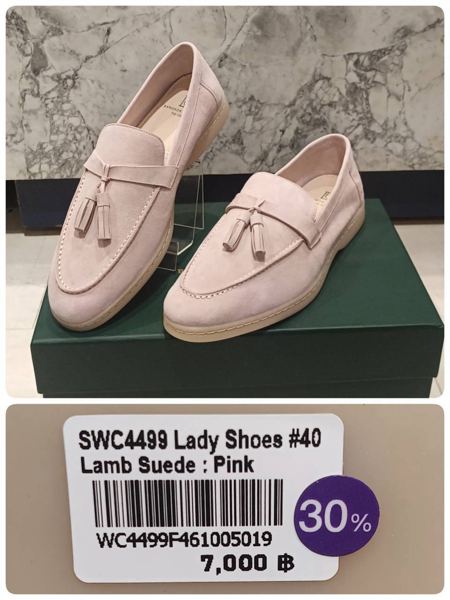 SWC4499 Lady Shoes #40
Lamb Suede : Pink
WC4499F461005019
7,000 ฿
30%